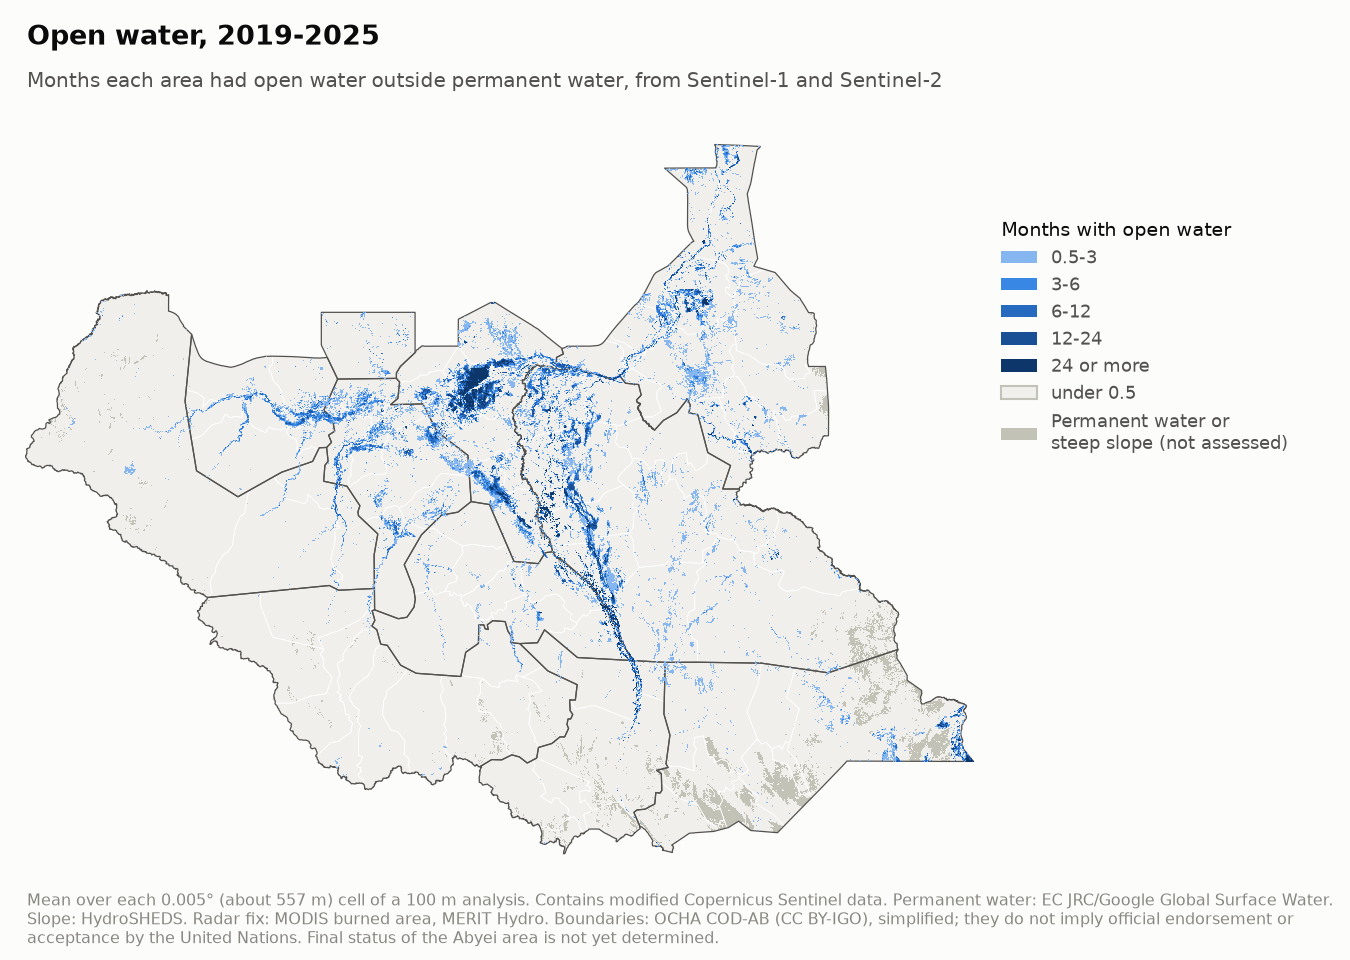 Open water, 2019-2025
Months each area had open water outside permanent water, from Sentinel-1 and Sentinel-2
Months with open water
0.5-3
3-6
6-12
12-24
24 or more
under 0.5
Permanent water or
steep slope (not assessed)
Mean over each 0.005° (about 557 m) cell of a 100 m analysis. Contains modified Copernicus Sentinel data. Permanent water: EC JRC/Google Global Surface Water.
Slope: HydroSHEDS. Radar fix: MODIS burned area, MERIT Hydro. Boundaries: OCHA COD-AB (CC BY-IGO), simplified; they do not imply official endorsement or
acceptance by the United Nations. Final status of the Abyei area is not yet determined.